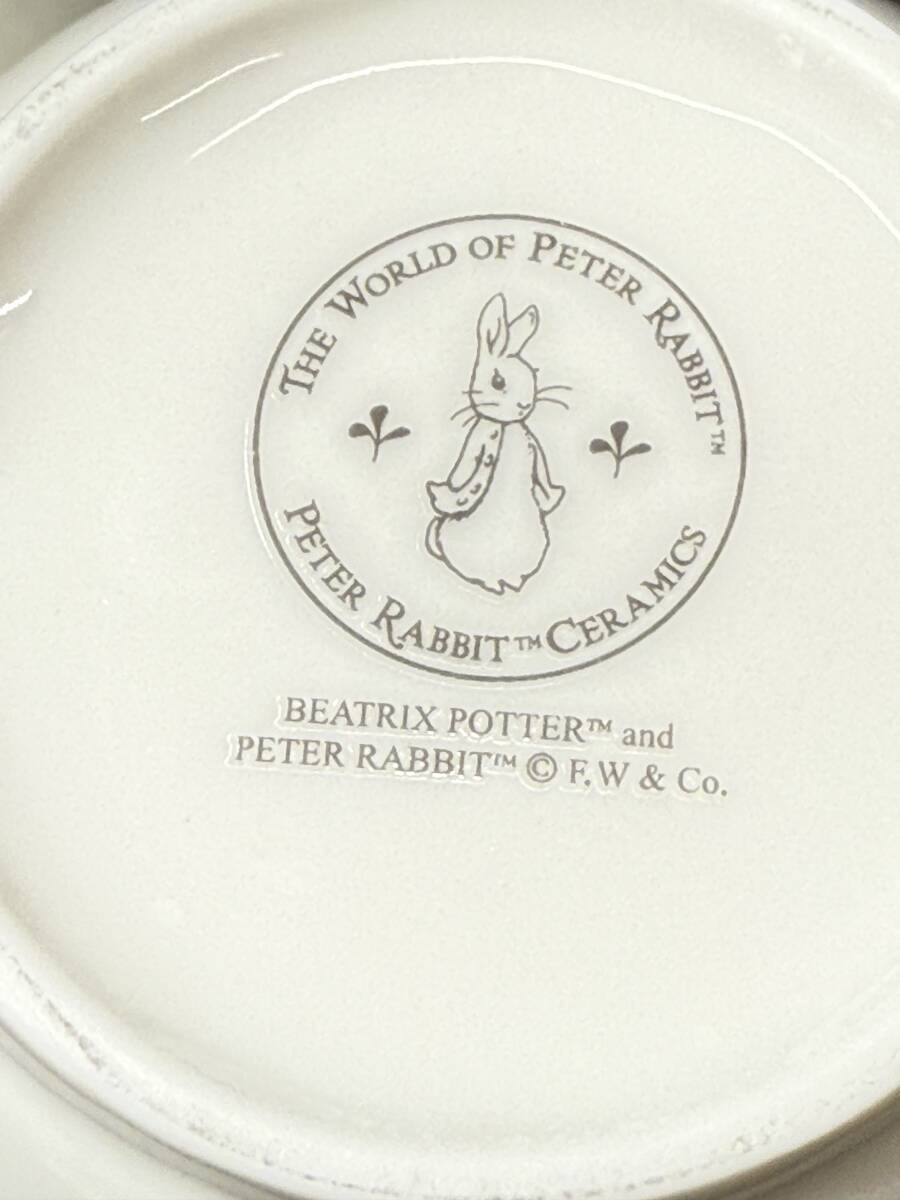 THE WORLD OF PETER RABBIT™
PETER RABBIT™ CERAMICS
BEATRIX POTTER™ and
PETER RABBIT™ © F.W & Co.